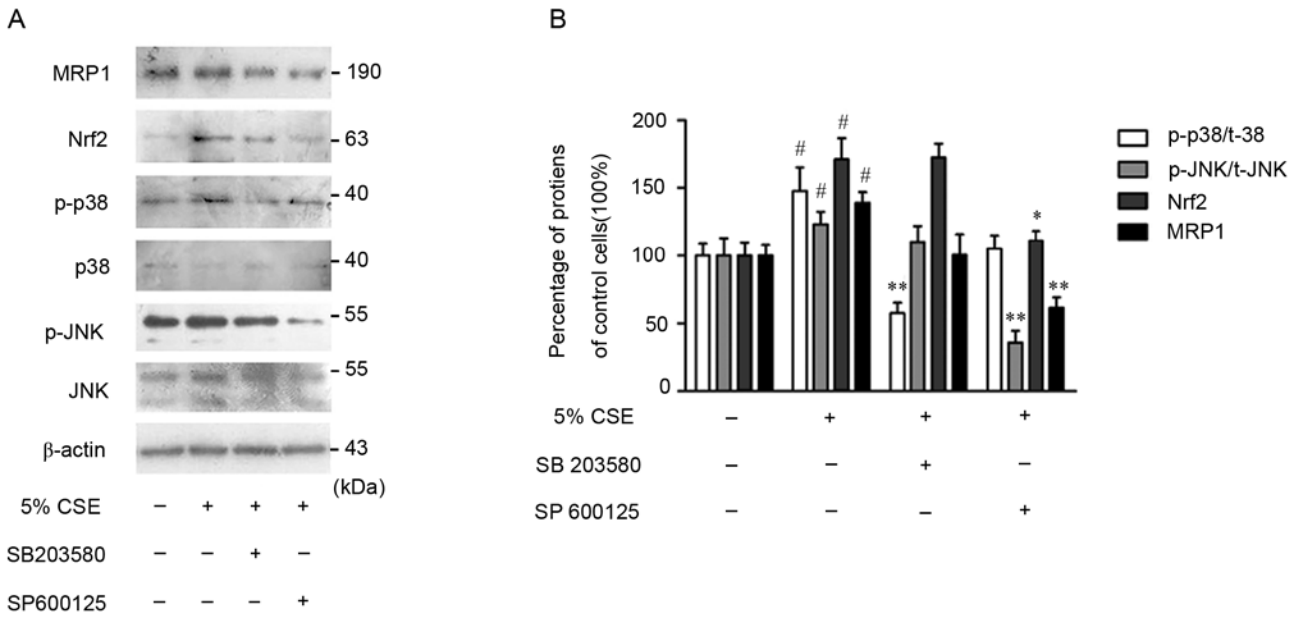 A
MRP1
190
Nrf2
63
p-p38
40
p38
40
p-JNK
55
JNK
55
β-actin
43
(kDa)
5% CSE – + + +
SB203580 – – + –
SP600125 – – – +
B
Percentage of protiens
of control cells(100%)
200
150
100
50
0
# # # #
**
** * **
p-p38/t-38
p-JNK/t-JNK
Nrf2
MRP1
5% CSE – + + +
SB 203580 – – + –
SP 600125 – – – +